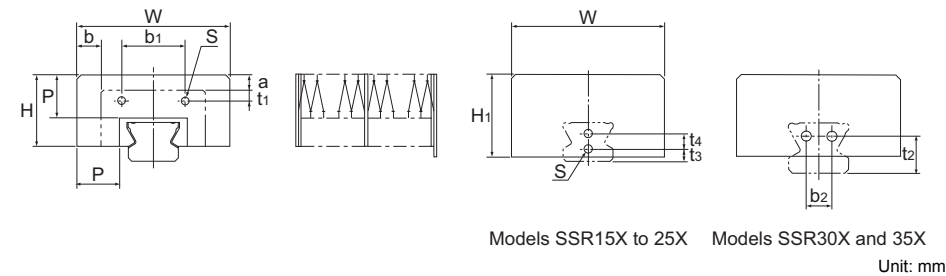 W
b
b1
S
H
P
a
t1
P
W
H1
t4
t3
S
t2
b2
Models SSR15X to 25X
Models SSR30X and 35X
Unit: mm